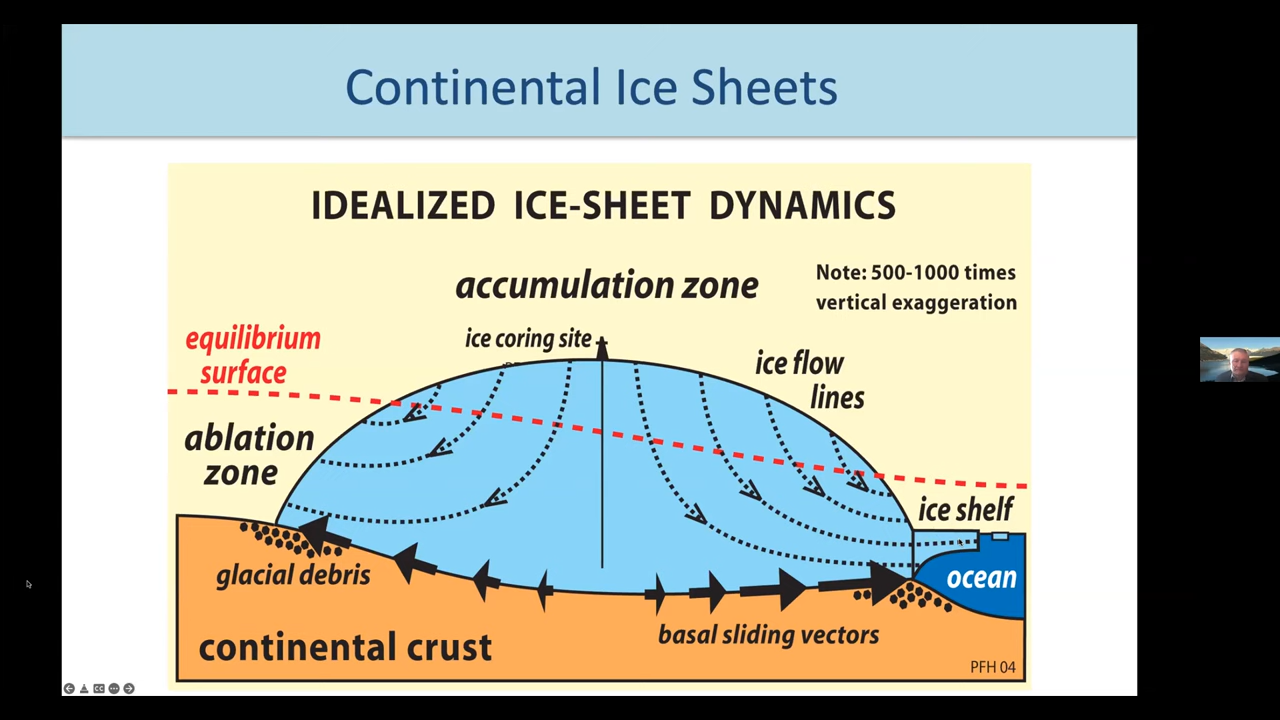 Continental Ice Sheets
IDEALIZED ICE-SHEET DYNAMICS
accumulation zone
Note: 500-1000 times
vertical exaggeration
equilibrium
surface
ice coring site
ice flow
lines
ablation
zone
ice shelf
glacial debris
ocean
basal sliding vectors
continental crust
PFH 04